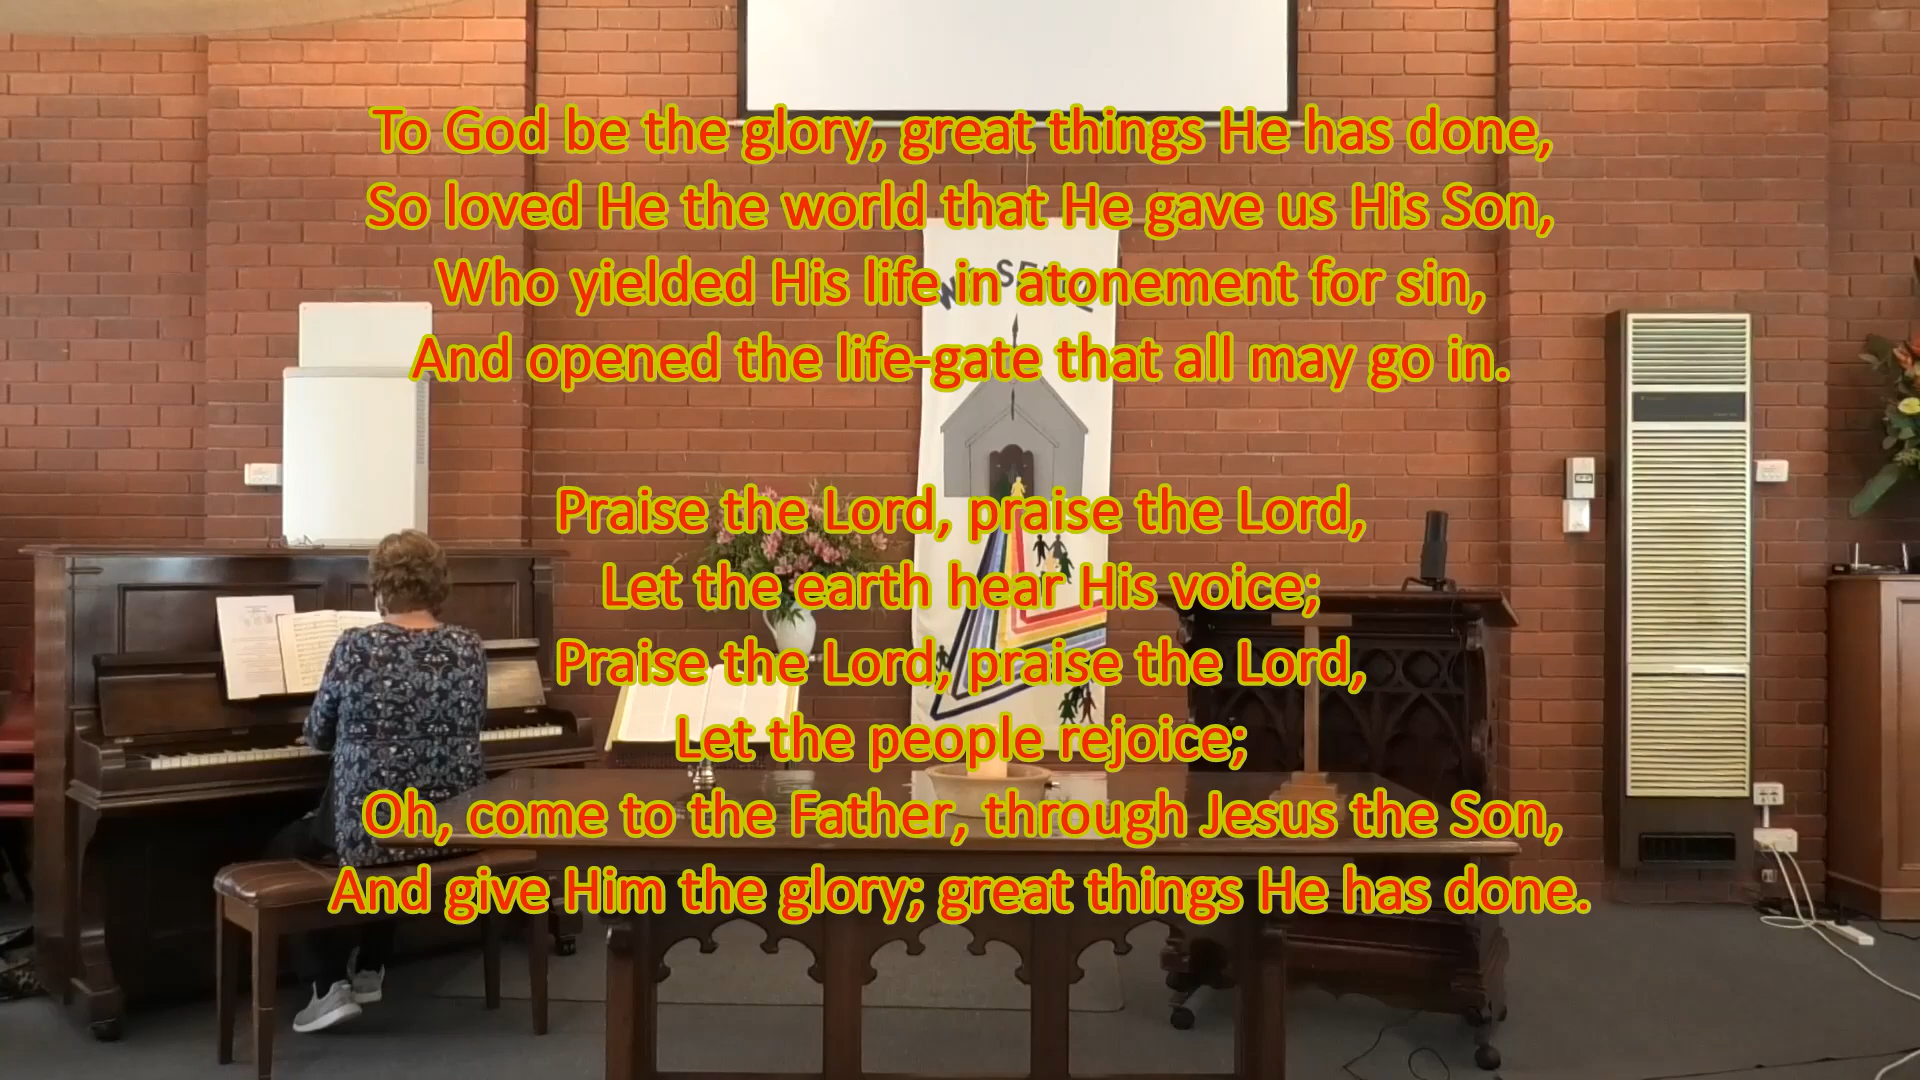 To God be the glory, great things He has done,
So loved He the world that He gave us His Son,
Who yielded His life in atonement for sin,
And opened the life-gate that all may go in.
Praise the Lord, praise the Lord,
Let the earth hear His voice;
Praise the Lord, praise the Lord,
Let the people rejoice;
Oh, come to the Father, through Jesus the Son,
And give Him the glory; great things He has done.